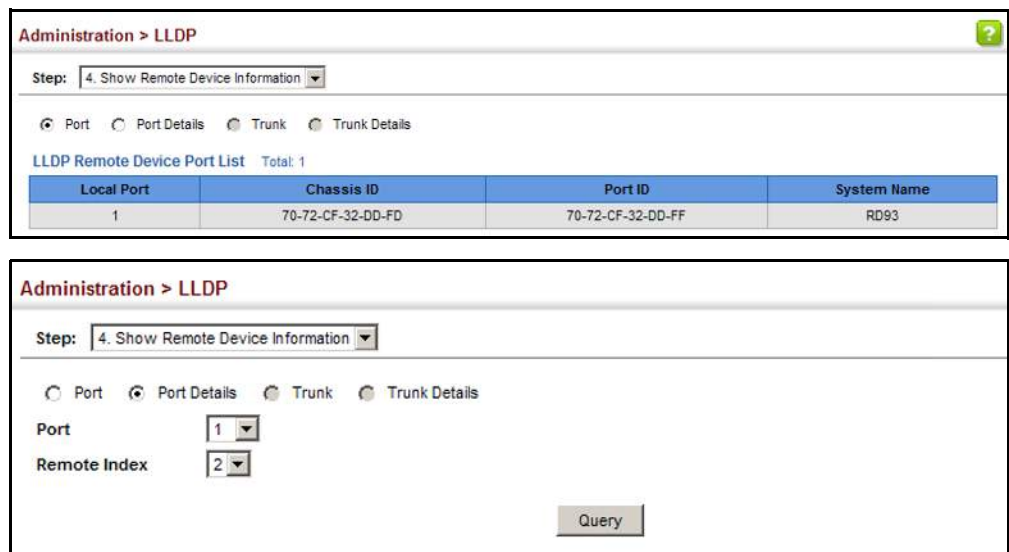 Administration > LLDP
?
Step: 4. Show Remote Device Information
Port Port Details Trunk Trunk Details
LLDP Remote Device Port List Total: 1
Local Port Chassis ID Port ID System Name
1 70-72-CF-32-DD-FD 70-72-CF-32-DD-FF RD93
Administration > LLDP
Step: 4. Show Remote Device Information
Port Port Details Trunk Trunk Details
Port 1
Remote Index 2
Query